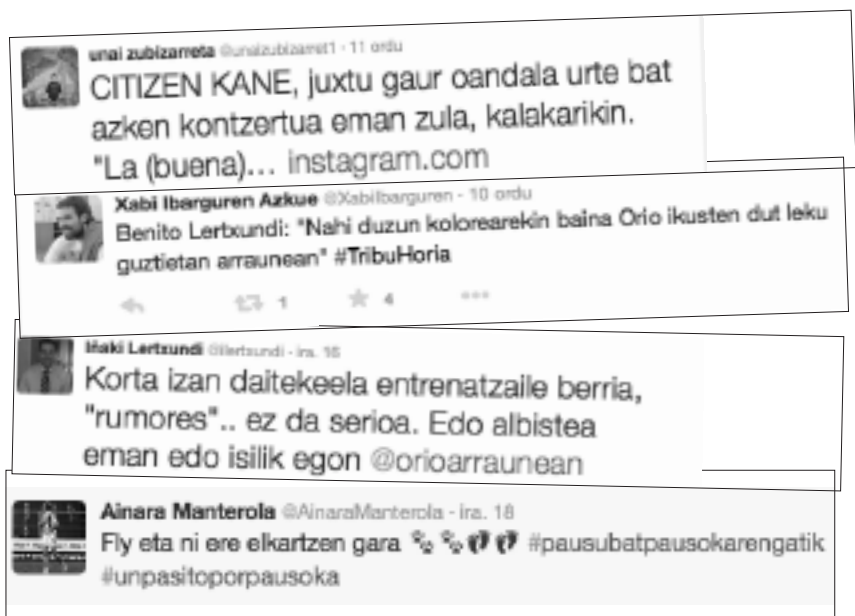 unai zubizarreta @unaizubizarret1 · 11 ordu
CITIZEN KANE, juxtu gaur oandala urte bat
azken kontzertua eman zula, kalakarikin.
"La (buena)... instagram.com
Xabi Ibarguren Azkue @XabiIbarguren · 10 ordu
Benito Lertxundi: "Nahi duzun kolorearekin baina Orio ikusten dut leku
guztietan arraunean" #TribuHoria
1 4
Iñaki Lertxundi @ilertxundi · ira. 16
Korta izan daitekeela entrenatzaile berria,
"rumores".. ez da serioa. Edo albistea
eman edo isilik egon @orioarraunean
Ainara Manterola @AinaraManterola · ira. 18
Fly eta ni ere elkartzen gara 🐾 🐾👣👣 #pausubatpausokarengatik
#unpasitoporpausoka